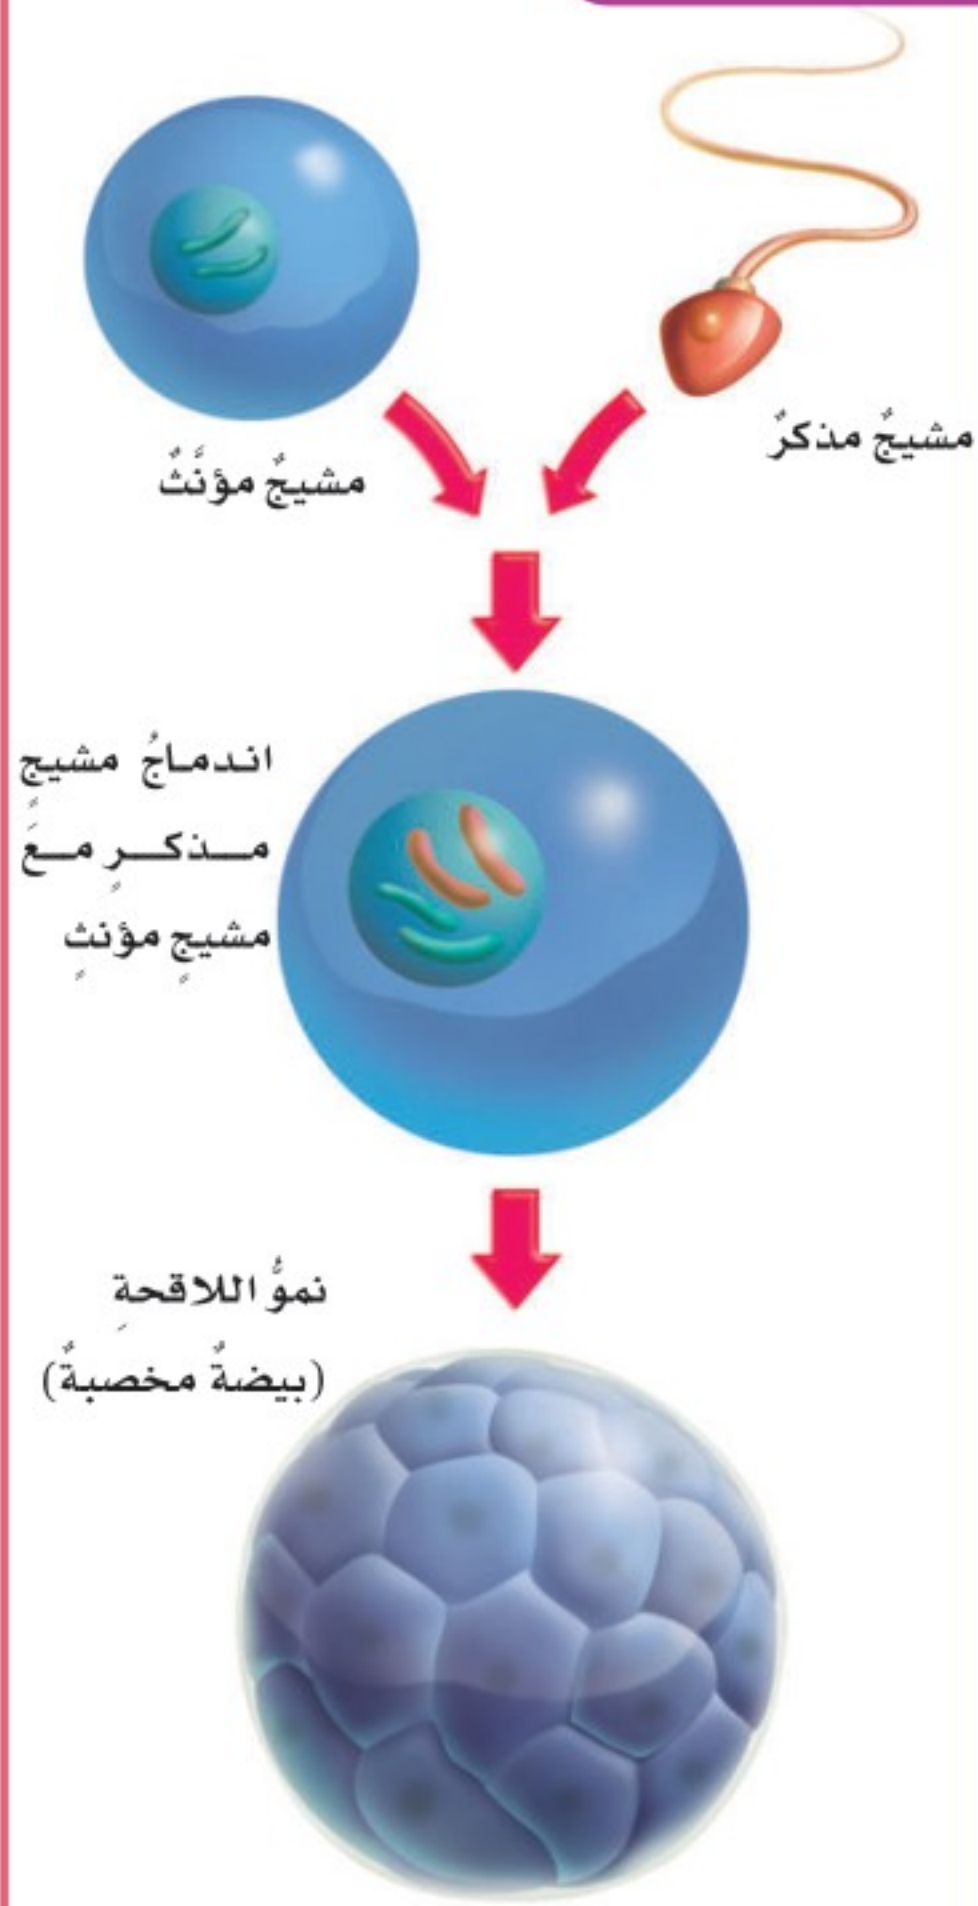 مشيجٌ مذكرٌ
مشيجٌ مؤنَّثٌ
اندماجُ مشيجٍ
مذكرٍ معَ
مشيجٍ مؤنثٍ
نموُّ اللاقحةِ
(بيضةٌ مخصبةٌ)